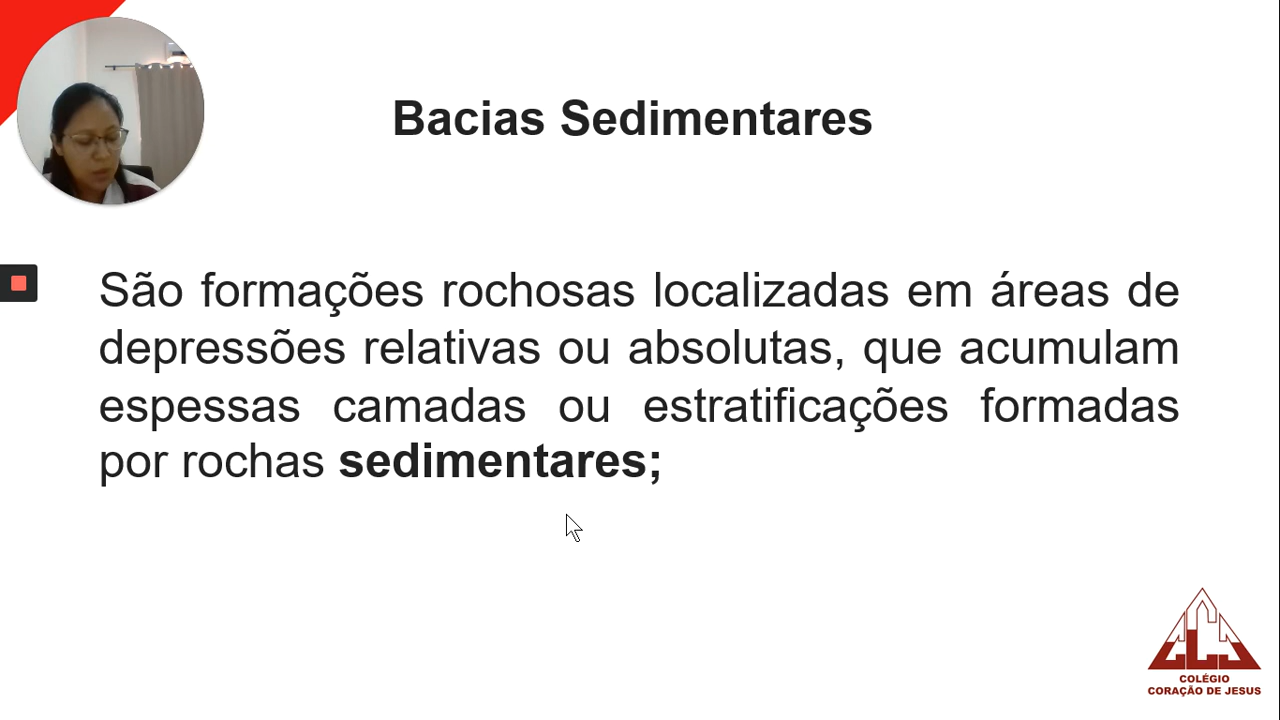 Bacias Sedimentares
São formações rochosas localizadas em áreas de
depressões relativas ou absolutas, que acumulam
espessas camadas ou estratificações formadas
por rochas sedimentares;
CCJ
COLÉGIO
CORAÇÃO DE JESUS